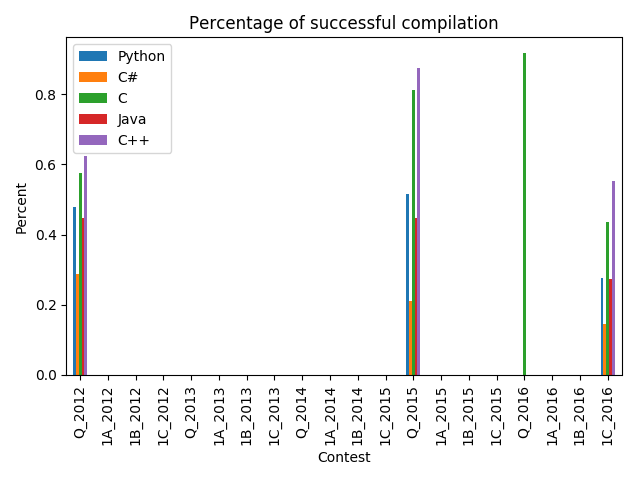 Percentage of successful compilation
Python
C#
C
Java
C++
Percent
0.8
0.6
0.4
0.2
0.0
Q_2012
1A_2012
1B_2012
1C_2012
Q_2013
1A_2013
1B_2013
1C_2013
Q_2014
1A_2014
1B_2014
1C_2015
Q_2015
1A_2015
1B_2015
1C_2015
Q_2016
1A_2016
1B_2016
1C_2016
Contest